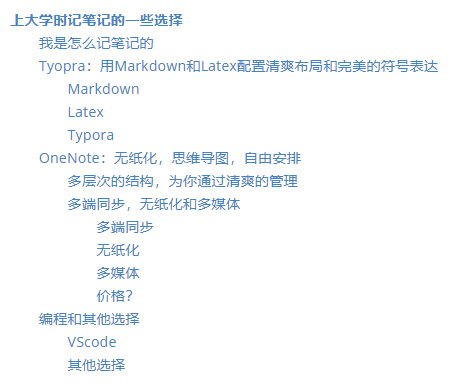 上大学时记笔记的一些选择
我是怎么记笔记的
Tyopra：用Markdown和Latex配置清爽布局和完美的符号表达
Markdown
Latex
Typora
OneNote：无纸化，思维导图，自由安排
多层次的结构，为你通过清爽的管理
多端同步，无纸化和多媒体
多端同步
无纸化
多媒体
价格？
编程和其他选择
VScode
其他选择